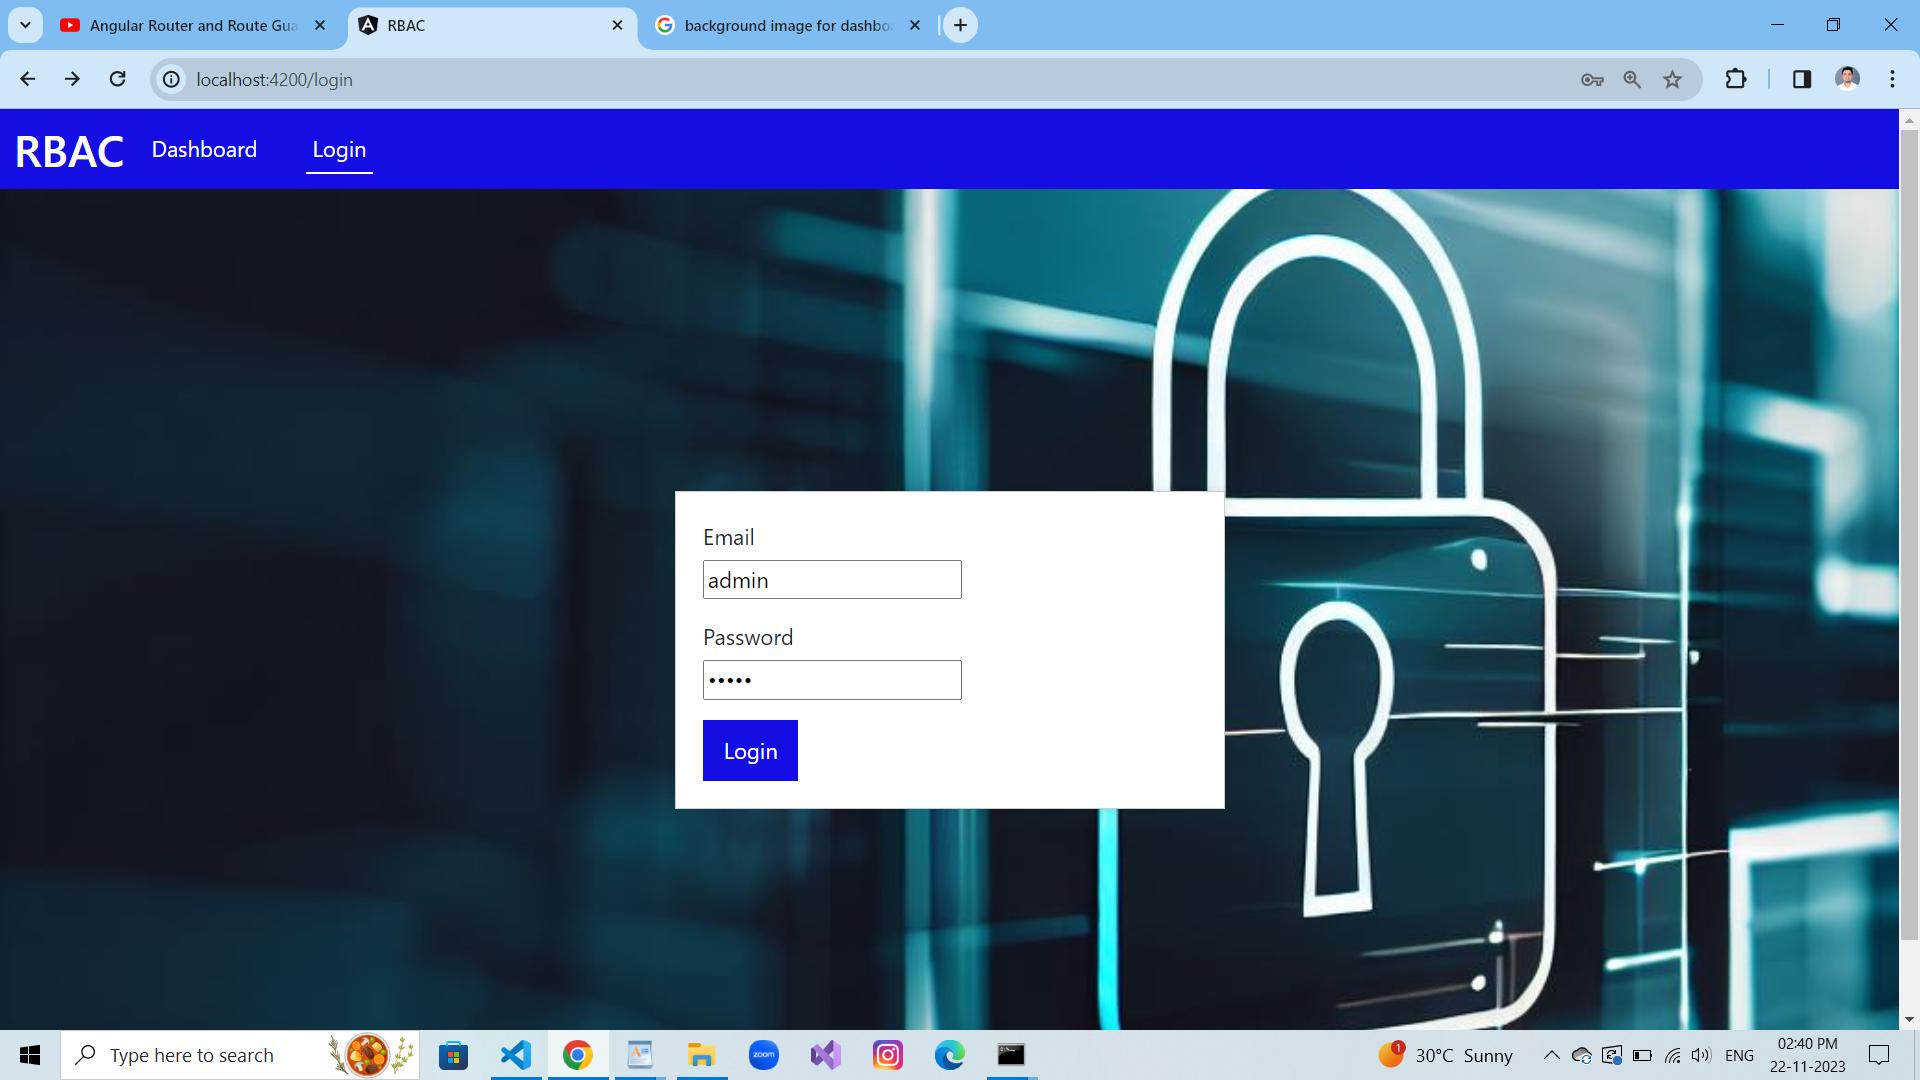 Angular Router and Route Gua
RBAC
background image for dashbo
localhost:4200/login
RBAC
Dashboard
Login
Email
admin
Password
•••••
Login
Type here to search
zoom
1
30°C Sunny
ENG
02:40 PM
22-11-2023